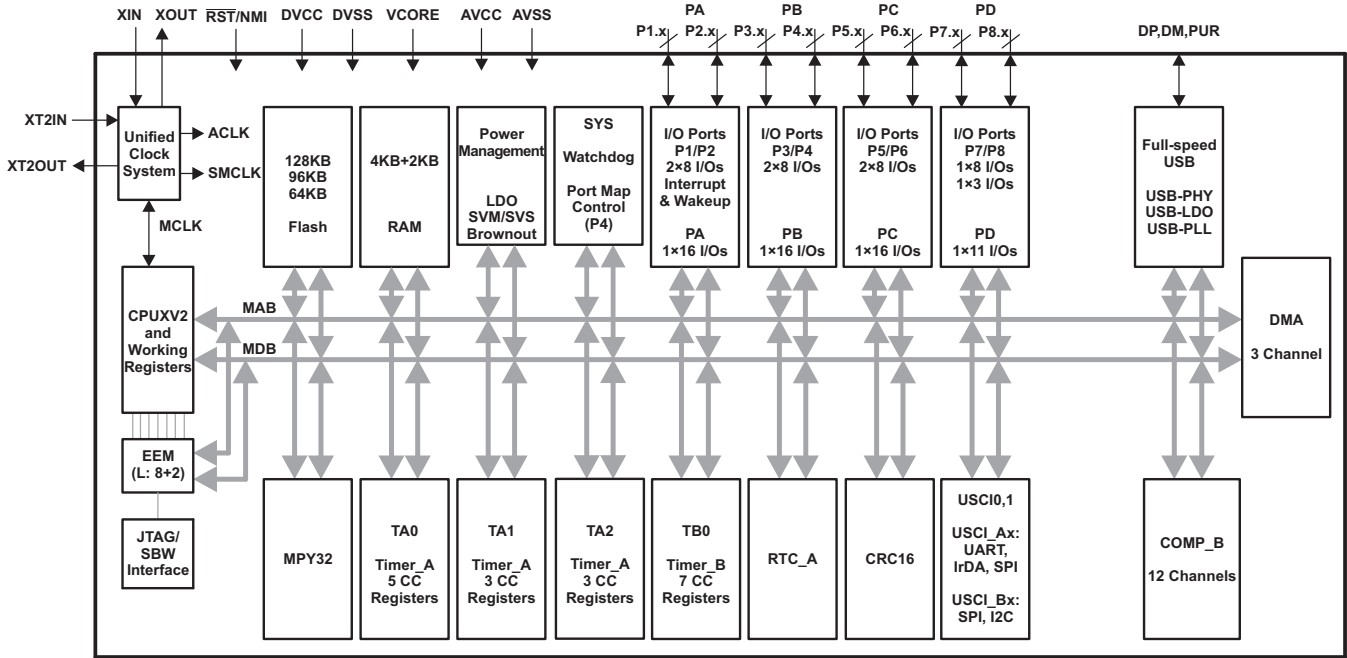 XIN
XOUT
RST/NMI
DVCC
DVSS
VCORE
AVCC
AVSS
PA
P1.x
P2.x
PB
P3.x
P4.x
PC
P5.x
P6.x
PD
P7.x
P8.x
DP,DM,PUR
XT2IN
XT2OUT
Unified
Clock
System
ACLK
SMCLK
MCLK
128KB
96KB
64KB
Flash
4KB+2KB
RAM
Power
Management
LDO
SVM/SVS
Brownout
SYS
Watchdog
Port Map
Control
(P4)
I/O Ports
P1/P2
2×8 I/Os
Interrupt
& Wakeup
PA
1×16 I/Os
I/O Ports
P3/P4
2×8 I/Os
PB
1×16 I/Os
I/O Ports
P5/P6
2×8 I/Os
PC
1×16 I/Os
I/O Ports
P7/P8
1×8 I/Os
1×3 I/Os
PD
1×11 I/Os
Full-speed
USB
USB-PHY
USB-LDO
USB-PLL
CPUXV2
and
Working
Registers
MAB
MDB
DMA
3 Channel
EEM
(L: 8+2)
JTAG/
SBW
Interface
MPY32
TA0
Timer_A
5 CC
Registers
TA1
Timer_A
3 CC
Registers
TA2
Timer_A
3 CC
Registers
TB0
Timer_B
7 CC
Registers
RTC_A
CRC16
USCI0,1
USCI_Ax:
UART,
IrDA, SPI
USCI_Bx:
SPI, I2C
COMP_B
12 Channels